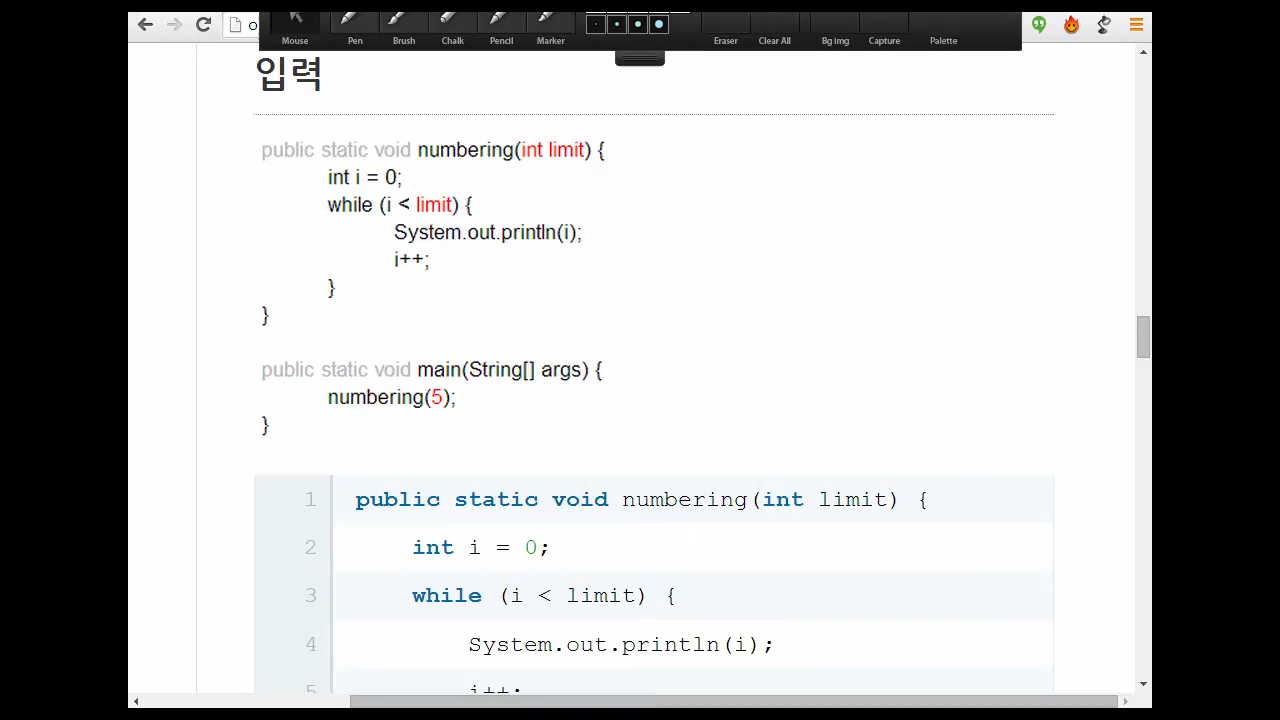 o
Mouse Pen Brush Chalk Pencil Marker Eraser Clear All Bg img Capture Palette
입력
public static void numbering(int limit) {
int i = 0;
while (i < limit) {
System.out.println(i);
i++;
}
}
public static void main(String[] args) {
numbering(5);
}
1 public static void numbering(int limit) {
2 int i = 0;
3 while (i < limit) {
4 System.out.println(i);
5 i++;